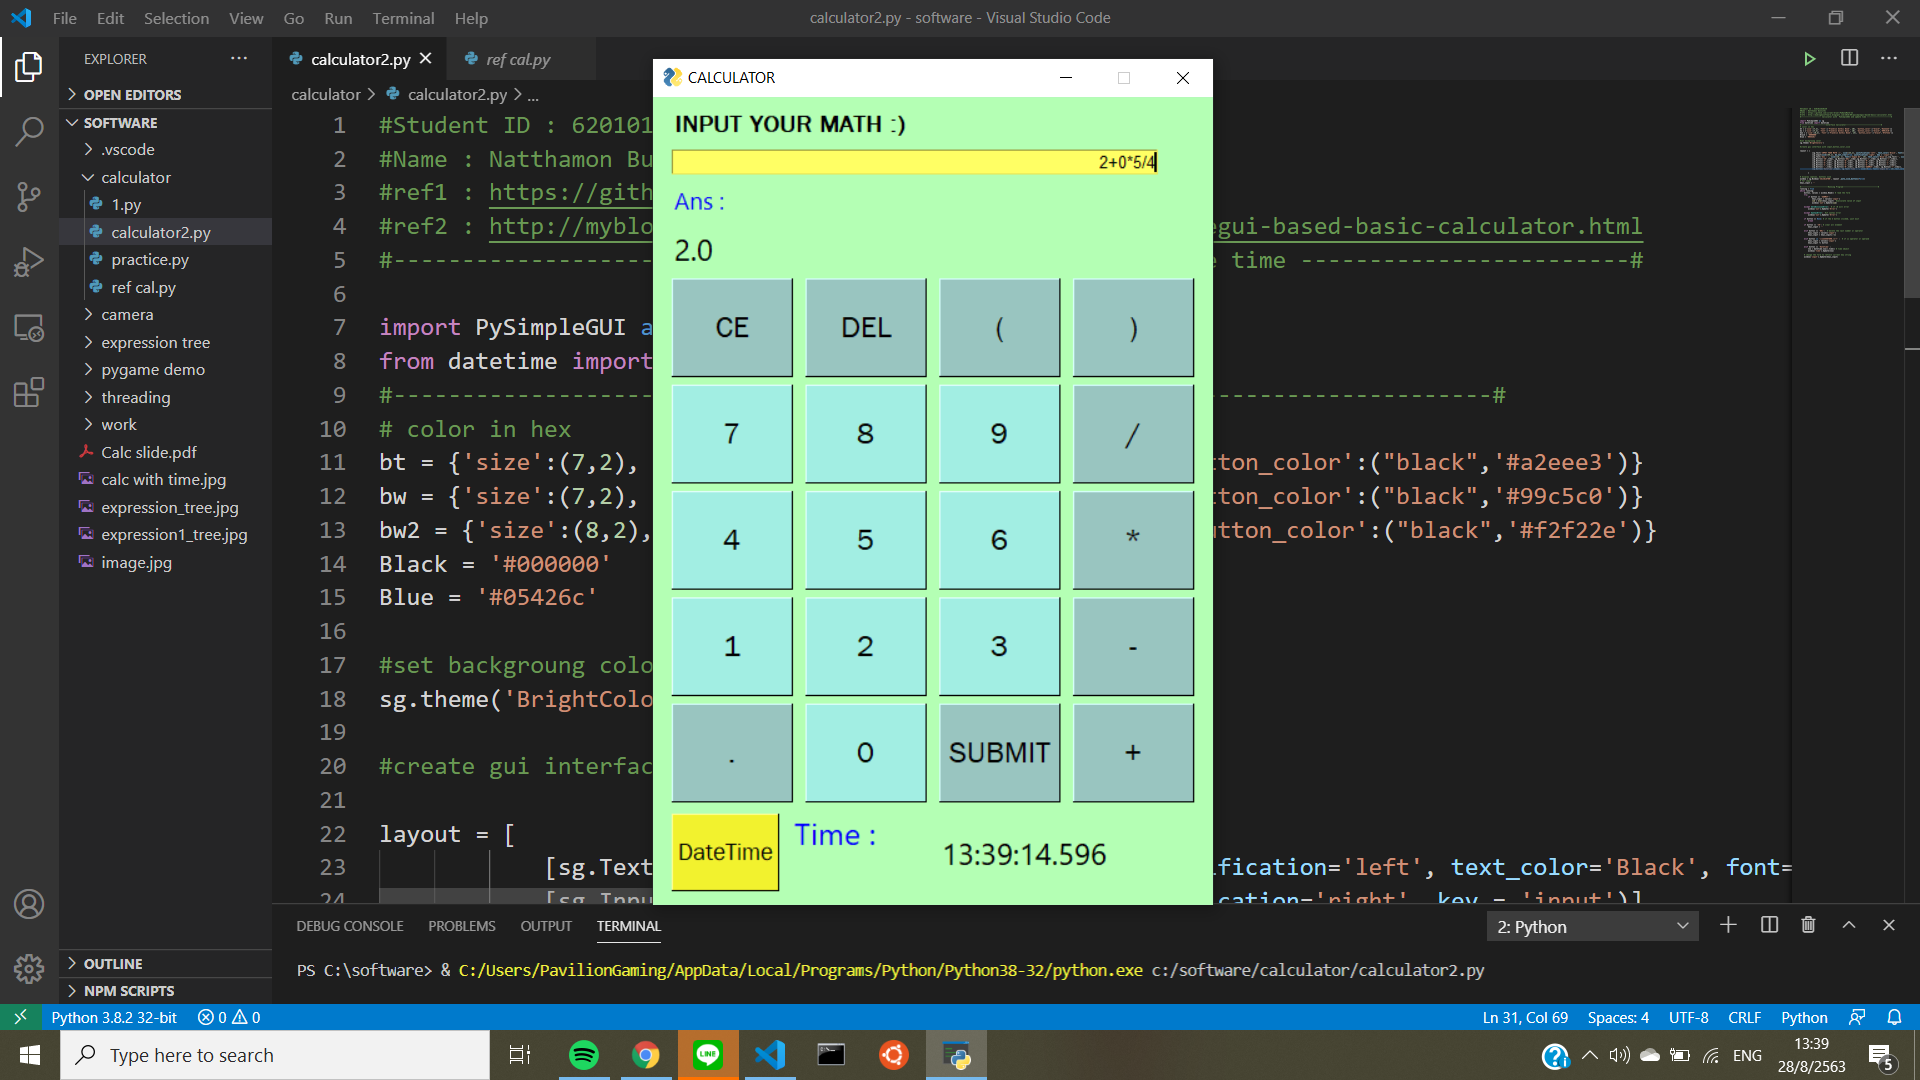 File Edit Selection View Go Run Terminal Help
calculator2.py - software - Visual Studio Code
EXPLORER
OPEN EDITORS
SOFTWARE
.vscode
calculator
1.py
calculator2.py
practice.py
ref cal.py
camera
expression tree
pygame demo
threading
work
Calc slide.pdf
calc with time.jpg
expression_tree.jpg
expression1_tree.jpg
image.jpg
OUTLINE
NPM SCRIPTS
calculator2.py
ref cal.py
calculator > calculator2.py > ...
1 #Student ID : 620101
2 #Name : Natthamon Bu
3 #ref1 : https://gith
4 #ref2 : http://myblo egui-based-basic-calculator.html
5 #------------------- e time ------------------------#
6
7 import PySimpleGUI a
8 from datetime import
9 #------------------- ---------------------#
10 # color in hex
11 bt = {'size':(7,2), tton_color':("black",'#a2eee3')}
12 bw = {'size':(7,2), tton_color':("black",'#99c5c0')}
13 bw2 = {'size':(8,2), utton_color':("black",'#f2f22e')}
14 Black = '#000000'
15 Blue = '#05426c'
16
17 #set backgroung colo
18 sg.theme('BrightColo
19
20 #create gui interfac
21
22 layout = [
23 [sg.Text fication='left', text_color='Black', font=
24 [sg.Inpu cation='right', key = 'input')]
CALCULATOR
INPUT YOUR MATH :)
2+0*5/4
Ans :
2.0
CE DEL ( )
7 8 9 /
4 5 6 *
1 2 3 -
. 0 SUBMIT +
DateTime Time : 13:39:14.596
DEBUG CONSOLE PROBLEMS OUTPUT TERMINAL
2: Python
PS C:\software> & C:/Users/PavilionGaming/AppData/Local/Programs/Python/Python38-32/python.exe c:/software/calculator/calculator2.py
Python 3.8.2 32-bit 0 0
Ln 31, Col 69 Spaces: 4 UTF-8 CRLF Python
Type here to search
LINE
ENG
13:39
28/8/2563
5